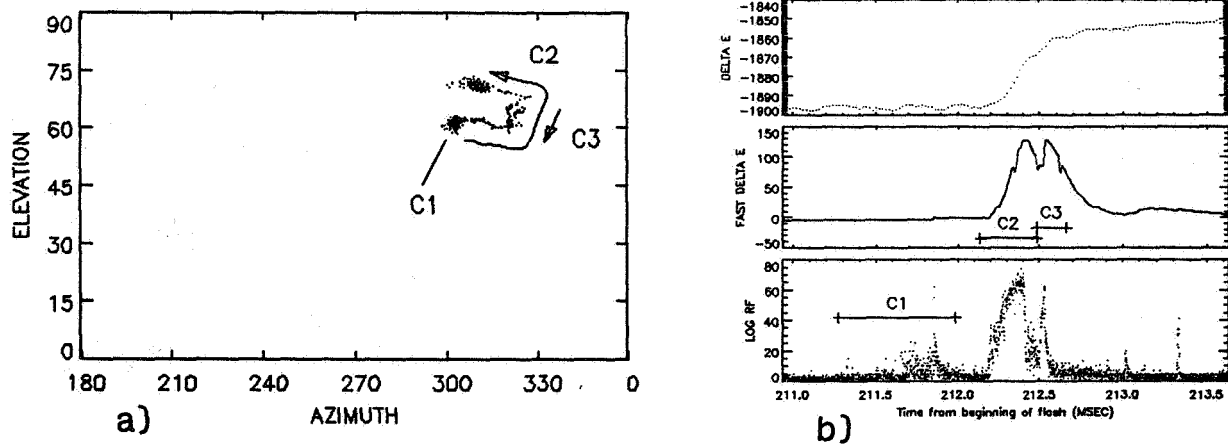 90
75
60
45
30
15
0
ELEVATION
C2
C3
C1
180 210 240 270 300 330 0
AZIMUTH
a)
-1840
-1850
-1860
-1870
-1880
-1890
-1900
DELTA E
150
100
50
0
-50
FAST DELTA E
C2 C3
80
60
40
20
0
LOG RF
C1
211.0 211.5 212.0 212.5 213.0 213.5
Time from beginning of flash (MSEC)
b)